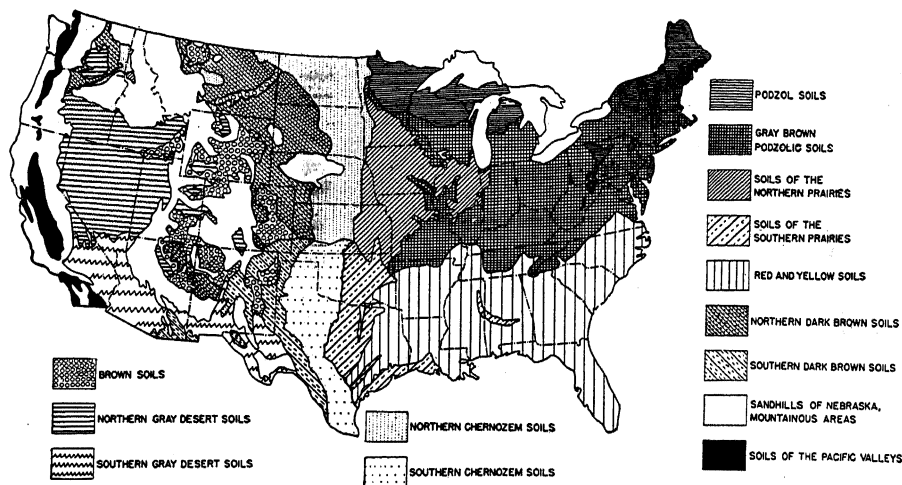 PODZOL SOILS
GRAY BROWN
PODZOLIC SOILS
SOILS OF THE
NORTHERN PRAIRIES
SOILS OF THE
SOUTHERN PRAIRIES
RED AND YELLOW SOILS
NORTHERN DARK BROWN SOILS
SOUTHERN DARK BROWN SOILS
SANDHILLS OF NEBRASKA,
MOUNTAINOUS AREAS
SOILS OF THE PACIFIC VALLEYS
BROWN SOILS
NORTHERN GRAY DESERT SOILS
SOUTHERN GRAY DESERT SOILS
NORTHERN CHERNOZEM SOILS
SOUTHERN CHERNOZEM SOILS